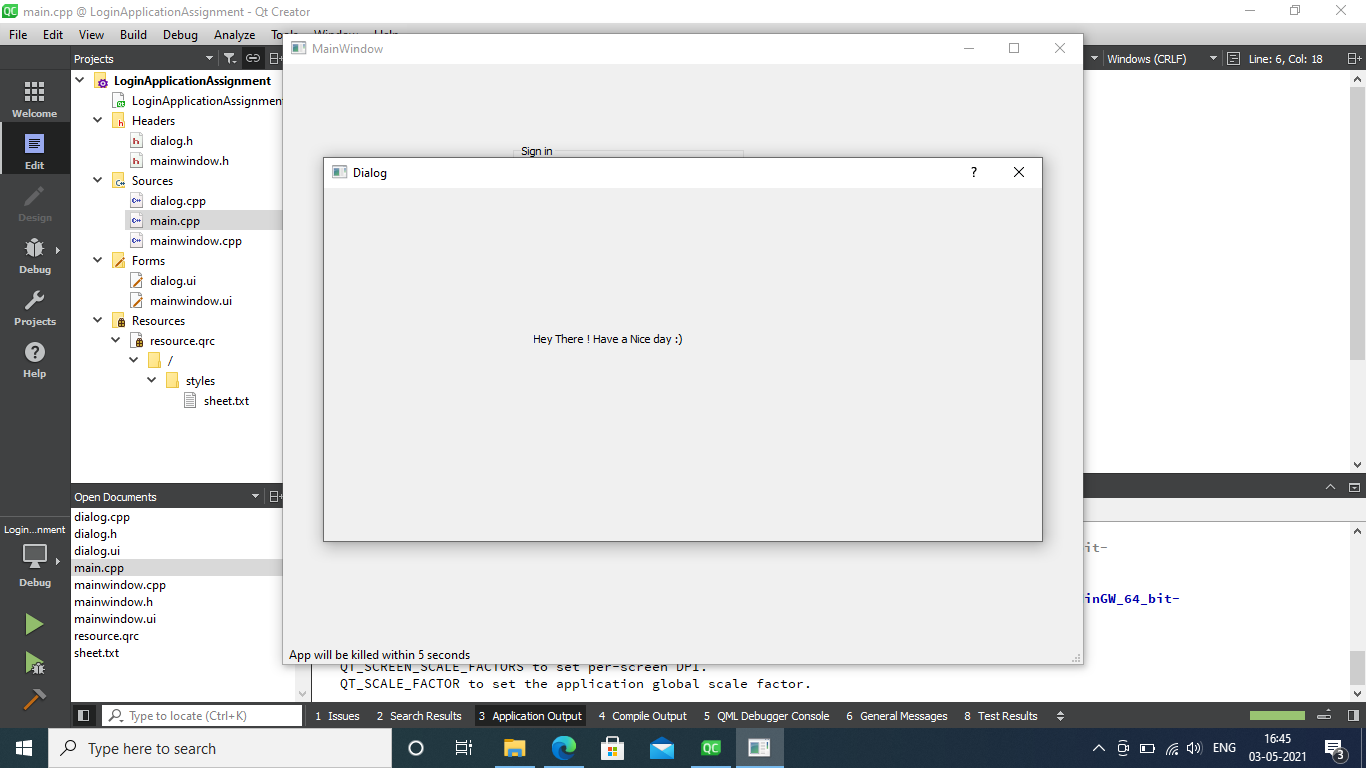 main.cpp @ LoginApplicationAssignment - Qt Creator
File Edit View Build Debug Analyze
MainWindow
Projects
Windows (CRLF)
Line: 6, Col: 18
Welcome
Edit
Design
Debug
Projects
Help
LoginApplicationAssignment
LoginApplicationAssignmen
Headers
dialog.h
mainwindow.h
Sources
dialog.cpp
main.cpp
mainwindow.cpp
Forms
dialog.ui
mainwindow.ui
Resources
resource.qrc
/
styles
sheet.txt
Sign in
Dialog
?
Hey There ! Have a Nice day :)
Open Documents
dialog.cpp
dialog.h
dialog.ui
main.cpp
mainwindow.cpp
mainwindow.h
mainwindow.ui
resource.qrc
sheet.txt
Login...nment
Debug
it-
inGW_64_bit-
App will be killed within 5 seconds
QT_SCREEN_SCALE_FACTORS to set per-screen DPI.
QT_SCALE_FACTOR to set the application global scale factor.
Type to locate (Ctrl+K)
1 Issues
2 Search Results
3 Application Output
4 Compile Output
5 QML Debugger Console
6 General Messages
8 Test Results
Type here to search
QC
ENG
16:45
03-05-2021
3